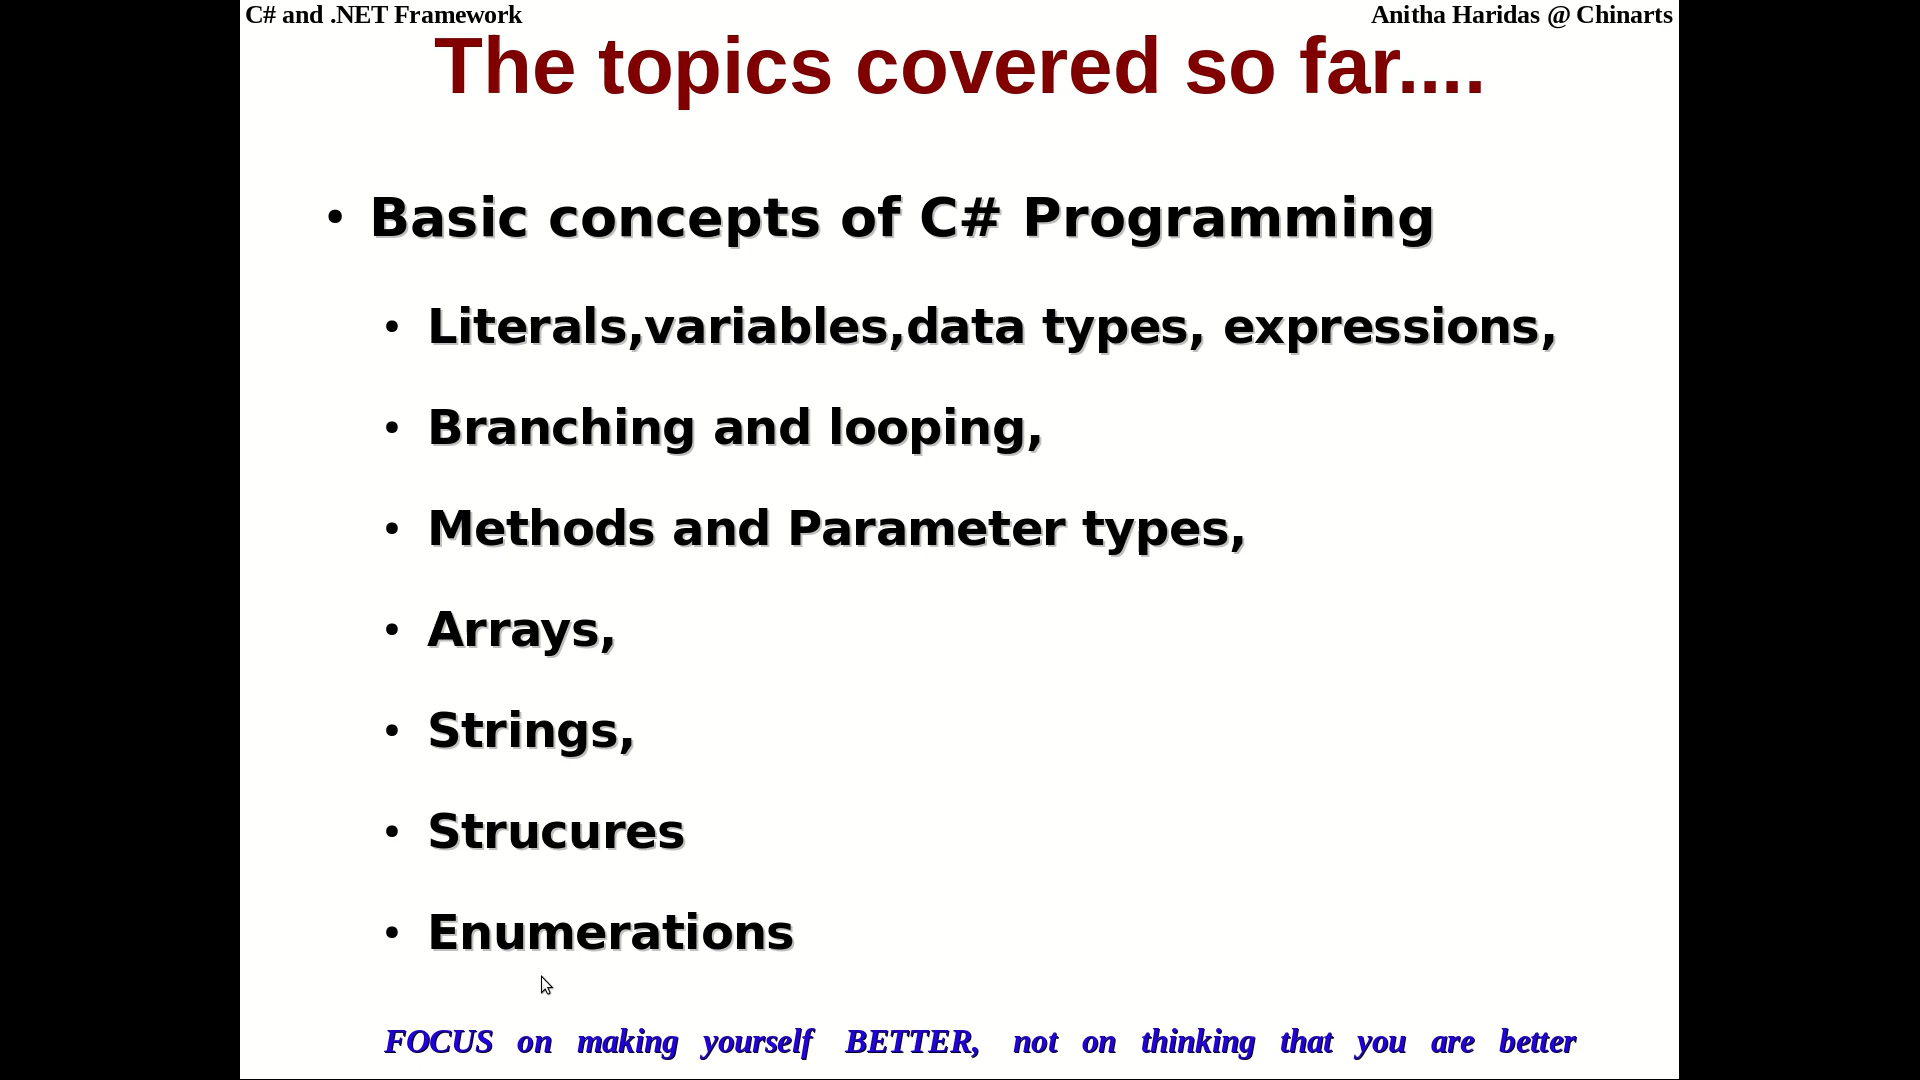 C# and .NET Framework
Anitha Haridas @ Chinarts
The topics covered so far....
• Basic concepts of C# Programming
• Literals,variables,data types, expressions,
• Branching and looping,
• Methods and Parameter types,
• Arrays,
• Strings,
• Strucures
• Enumerations
FOCUS on making yourself BETTER, not on thinking that you are better